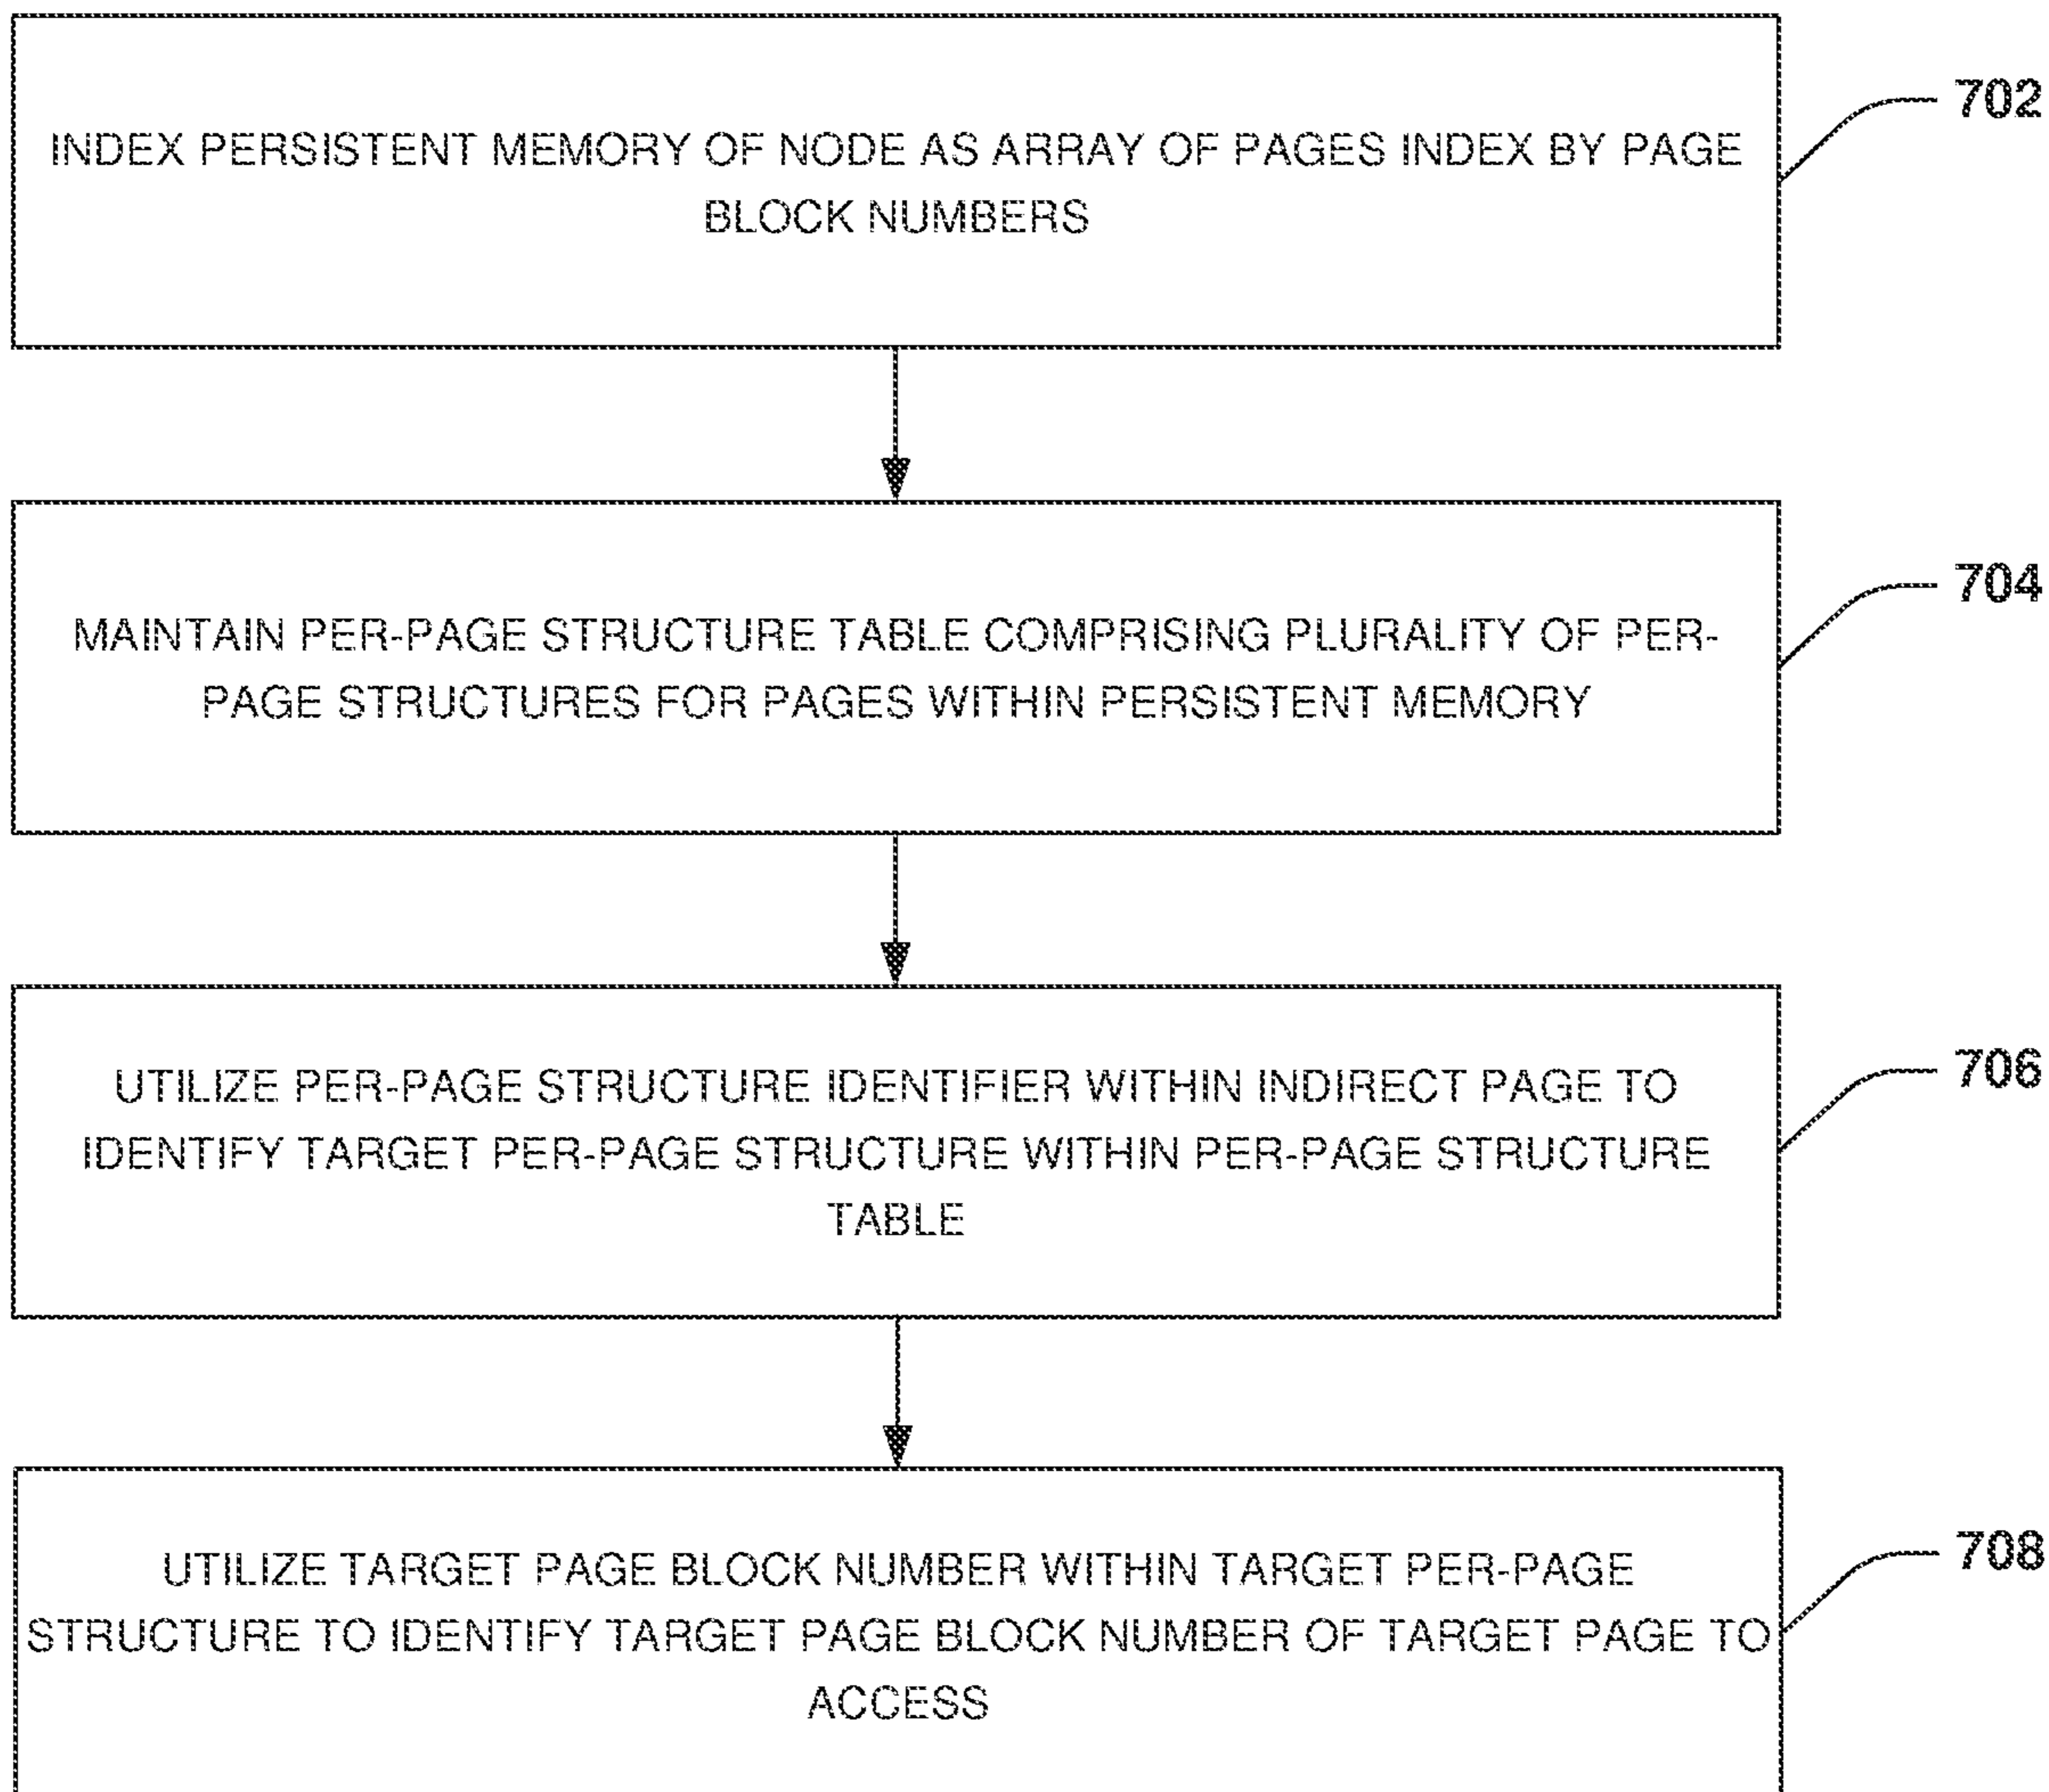 INDEX PERSISTENT MEMORY OF NODE AS ARRAY OF PAGES INDEX BY PAGE
BLOCK NUMBERS
702
MAINTAIN PER-PAGE STRUCTURE TABLE COMPRISING PLURALITY OF PER-
PAGE STRUCTURES FOR PAGES WITHIN PERSISTENT MEMORY
704
UTILIZE PER-PAGE STRUCTURE IDENTIFIER WITHIN INDIRECT PAGE TO
IDENTIFY TARGET PER-PAGE STRUCTURE WITHIN PER-PAGE STRUCTURE
TABLE
706
UTILIZE TARGET PAGE BLOCK NUMBER WITHIN TARGET PER-PAGE
STRUCTURE TO IDENTIFY TARGET PAGE BLOCK NUMBER OF TARGET PAGE TO
ACCESS
708